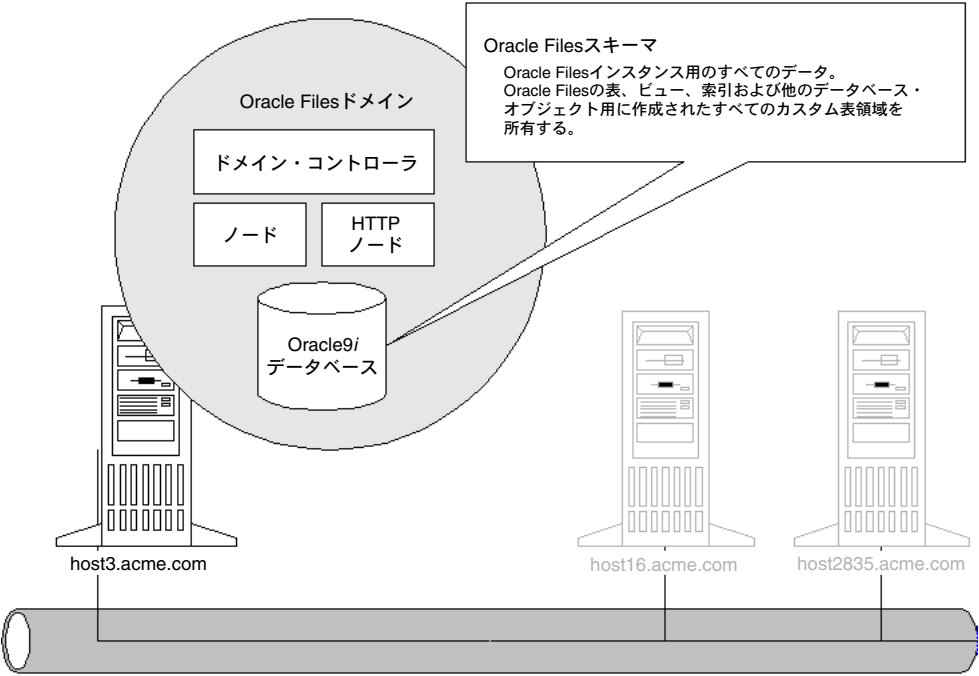 Oracle Filesスキーマ
Oracle Filesインスタンス用のすべてのデータ。
Oracle Filesの表、ビュー、索引および他のデータベース・
オブジェクト用に作成されたすべてのカスタム表領域を
所有する。
Oracle Filesドメイン
ドメイン・コントローラ
ノード
HTTP
ノード
Oracle9i
データベース
host3.acme.com
host16.acme.com
host2835.acme.com